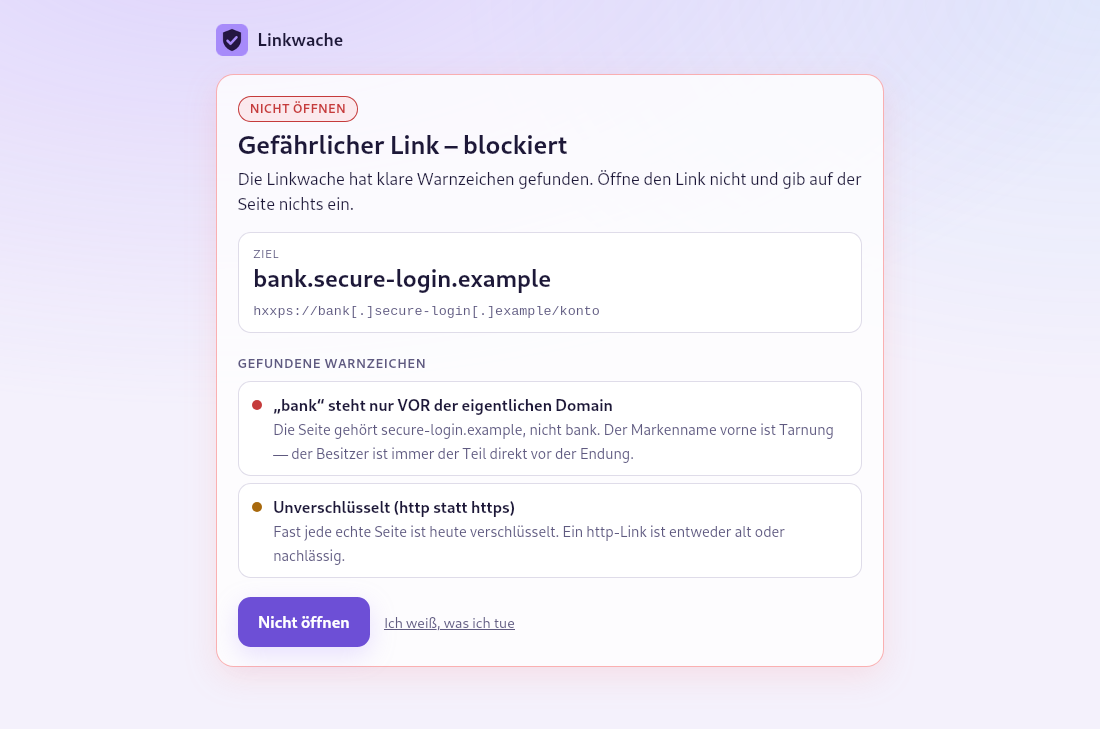 Linkwache
NICHT ÖFFNEN
Gefährlicher Link – blockiert
Die Linkwache hat klare Warnzeichen gefunden. Öffne den Link nicht und gib auf der
Seite nichts ein.
ZIEL
bank.secure-login.example
hxxps://bank[.]secure-login[.]example/konto
GEFUNDENE WARNZEICHEN
„bank“ steht nur VOR der eigentlichen Domain
Die Seite gehört secure-login.example, nicht bank. Der Markenname vorne ist Tarnung
— der Besitzer ist immer der Teil direkt vor der Endung.
Unverschlüsselt (http statt https)
Fast jede echte Seite ist heute verschlüsselt. Ein http-Link ist entweder alt oder
nachlässig.
Nicht öffnen
Ich weiß, was ich tue